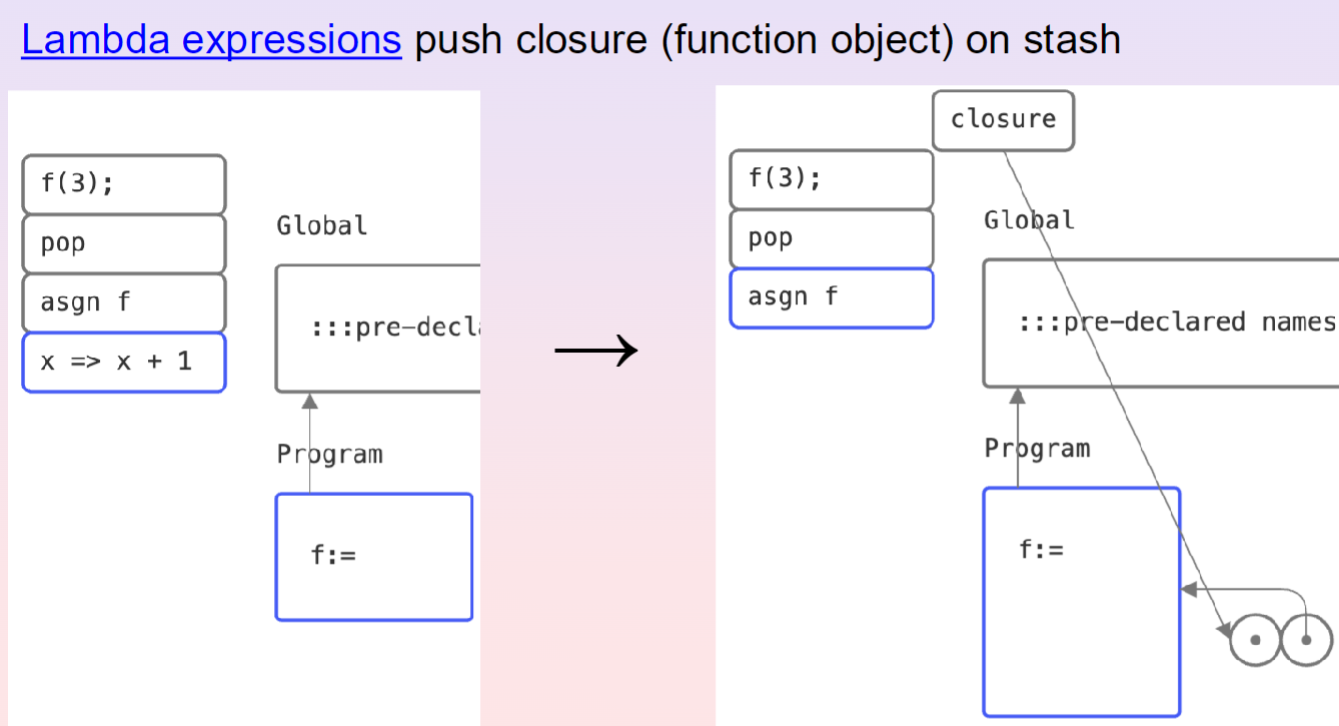 Lambda expressions push closure (function object) on stash
f(3);
pop
asgn f
x => x + 1
Global
:::pre-decl
Program
f:=
closure
f(3);
pop
asgn f
Global
:::pre-declared names
Program
f:=